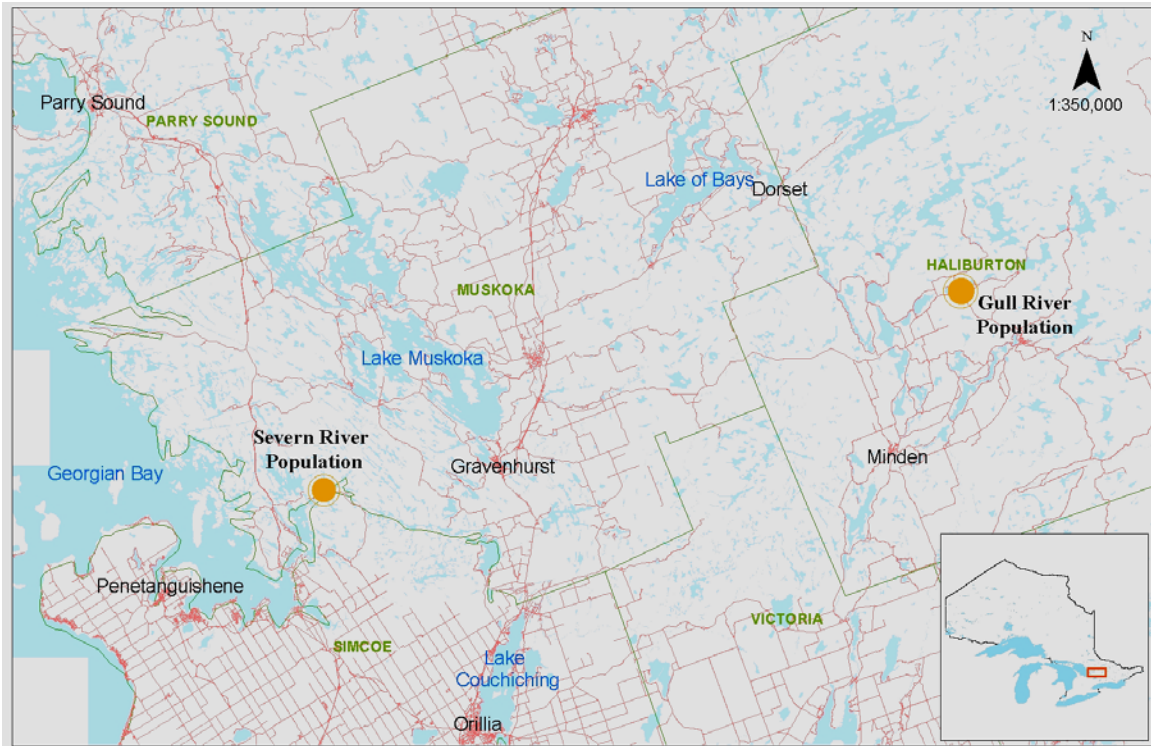 N
1:350,000
Parry Sound
PARRY SOUND
Lake of Bays
Dorset
HALIBURTON
MUSKOKA
Gull River
Population
Lake Muskoka
Severn River
Population
Gravenhurst
Minden
Georgian Bay
Penetanguishene
VICTORIA
SIMCOE
Lake
Couchiching
Orillia